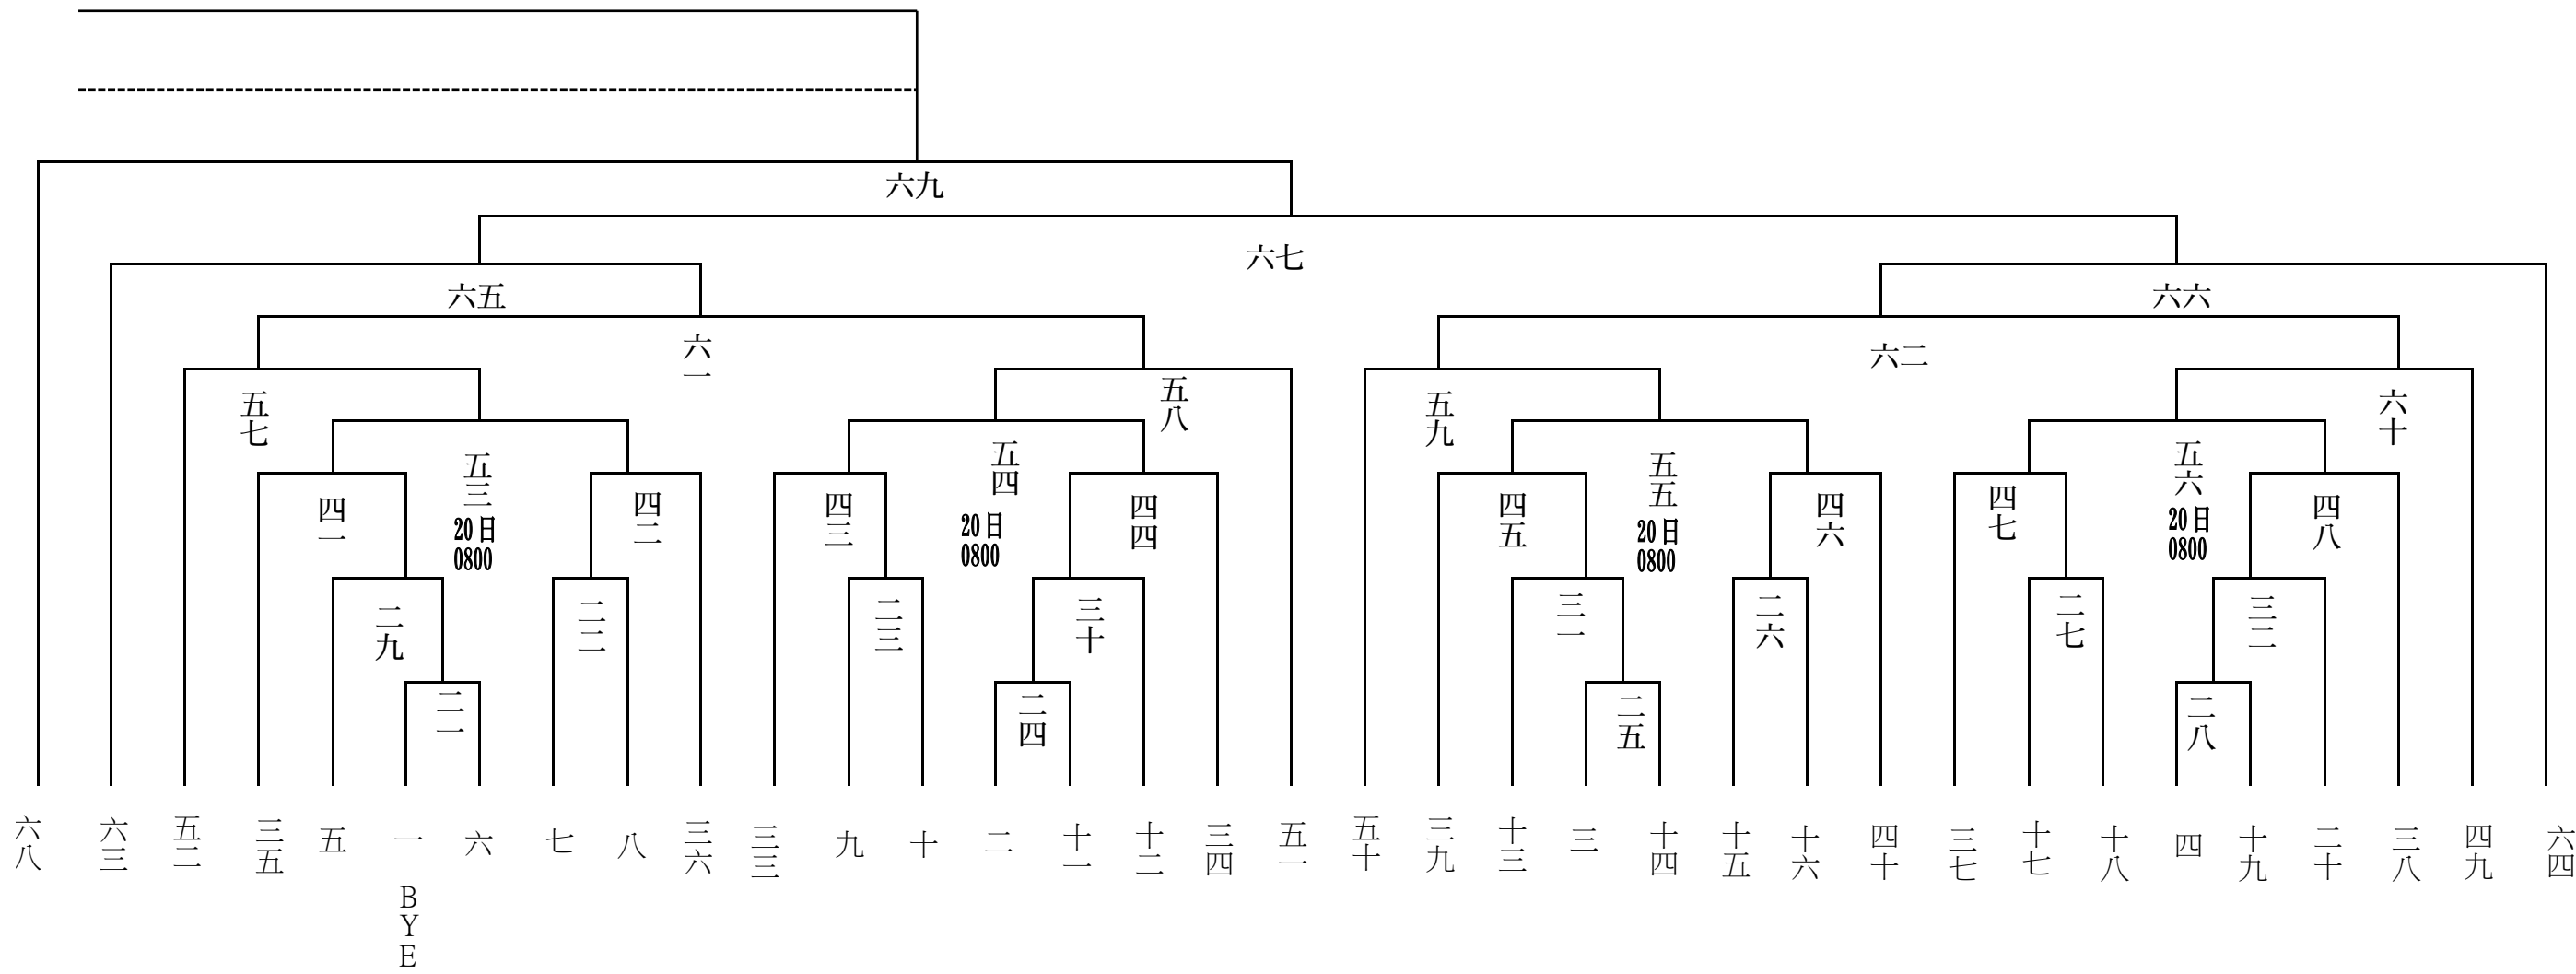 六九
六七
六五
六六
六一
六二
五七
五八
五九
六十
五三
20日
0800
五四
20日
0800
五五
20日
0800
五六
20日
0800
四一
四二
四三
四四
四五
四六
四七
四八
二九
二二
二三
三十
三一
二六
二七
三二
二一
二四
二五
二八
六八
六三
五二
三五
五
一
BYE
六
七
八
三六
三三
九
十
二
十一
十二
三四
五一
五十
三九
十三
三
十四
十五
十六
四十
三七
十七
十八
四
十九
二十
三八
四九
六四